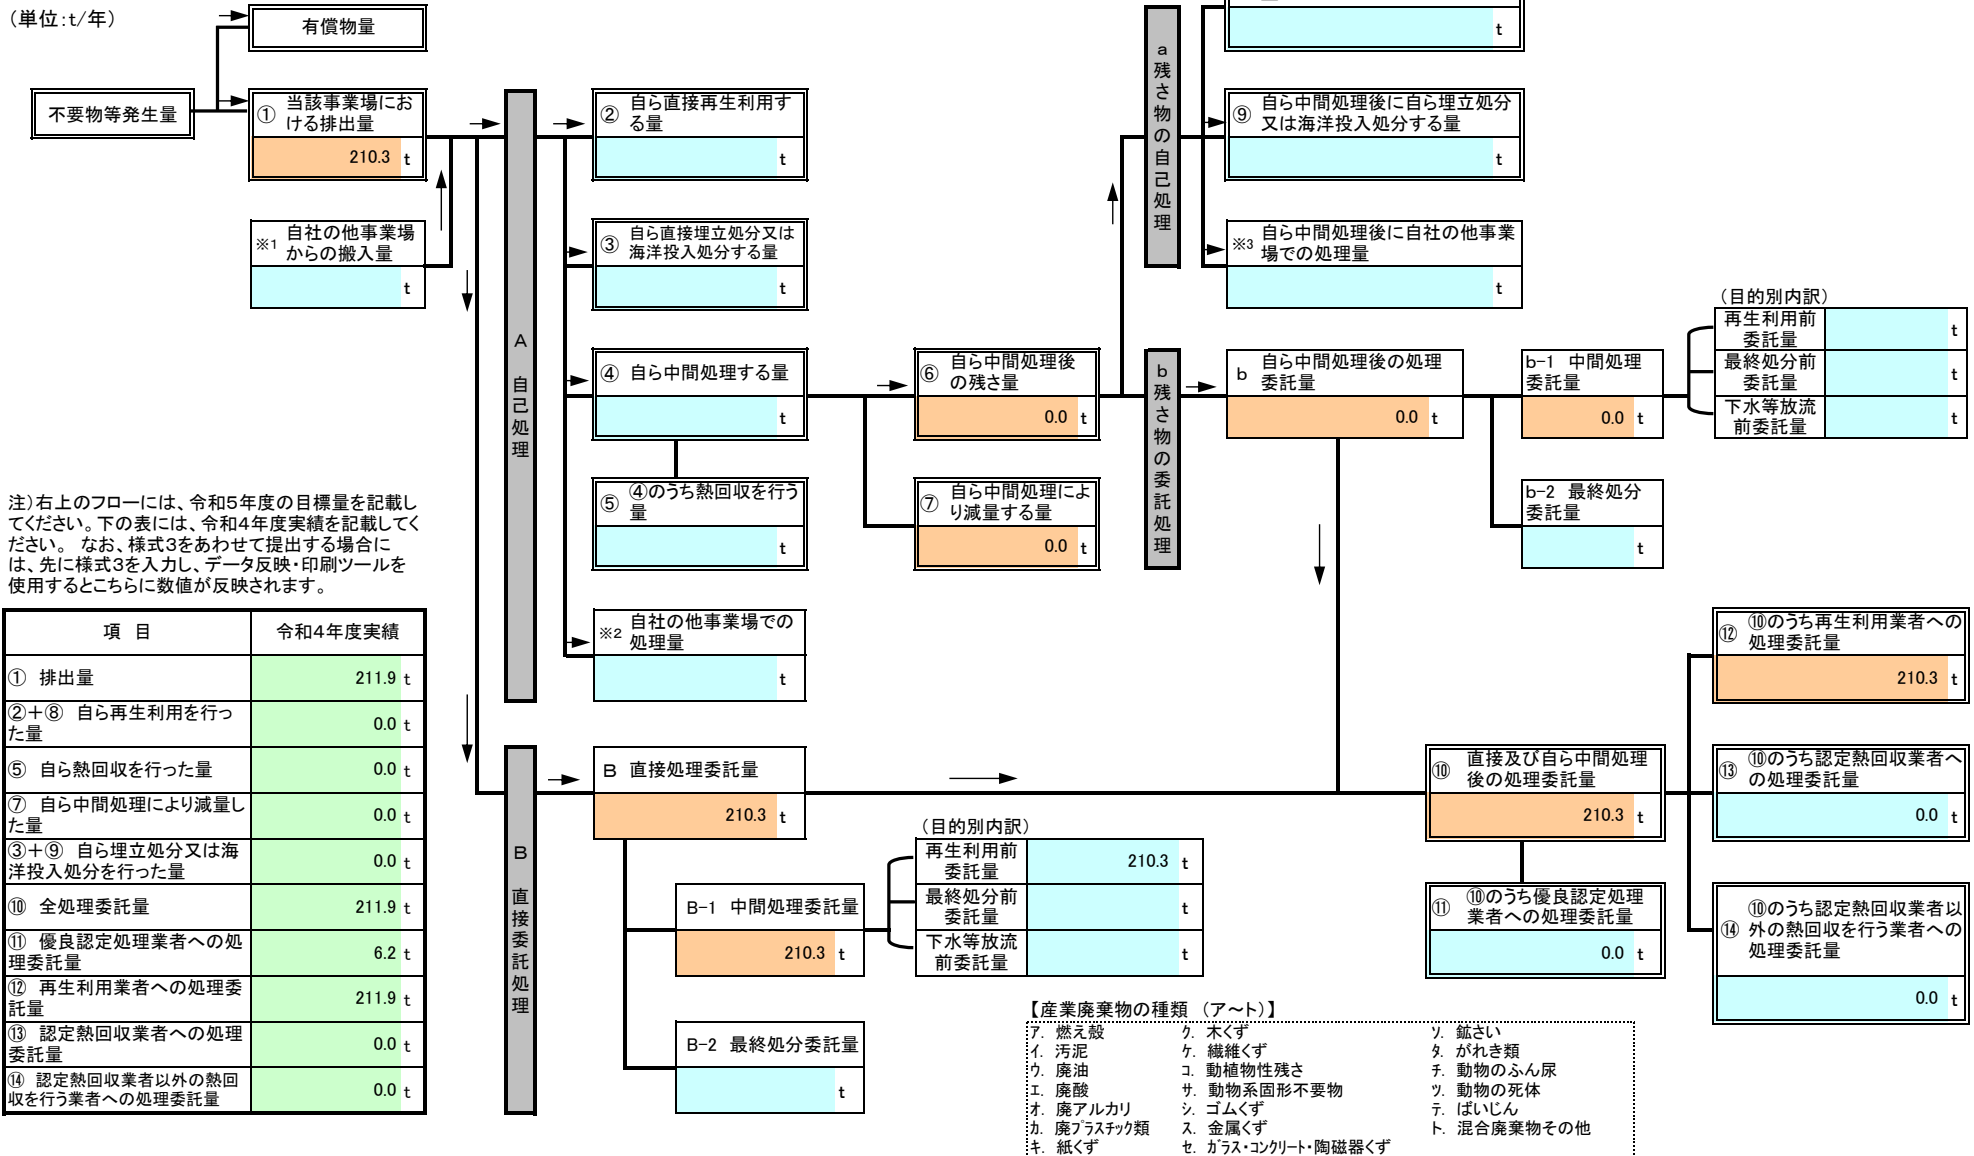 (単位:t/年)
有償物量
不要物等発生量
① 当該事業場にお
ける排出量
210.3 t
※1 自社の他事業場
からの搬入量
t
A 自己処理
② 自ら直接再生利用す
る量
t
③ 自ら直接埋立処分又は
海洋投入処分する量
t
④ 自ら中間処理する量
t
⑤ ④のうち熱回収を行う
量
t
※2 自社の他事業場での
処理量
t
⑥ 自ら中間処理後
の残さ量
0.0 t
⑦ 自ら中間処理によ
り減量する量
0.0 t
a 残さ物の自己処理
t
⑨ 自ら中間処理後に自ら埋立処分
又は海洋投入処分する量
t
※3 自ら中間処理後に自社の他事業
場での処理量
t
b 残さ物の委託処理
b 自ら中間処理後の処理
委託量
0.0 t
b-1 中間処理
委託量
0.0 t
b-2 最終処分
委託量
t
(目的別内訳)
再生利用前
委託量
t
最終処分前
委託量
t
下水等放流
前委託量
t
注)右上のフローには、令和5年度の目標量を記載し
てください。下の表には、令和4年度実績を記載してく
ださい。 なお、様式3をあわせて提出する場合に
は、先に様式3を入力し、データ反映・印刷ツールを
使用するとこちらに数値が反映されます。
項 目 令和4年度実績
① 排出量 211.9 t
②+⑧ 自ら再生利用を行っ
た量 0.0 t
⑤ 自ら熱回収を行った量 0.0 t
⑦ 自ら中間処理により減量し
た量 0.0 t
③+⑨ 自ら埋立処分又は海
洋投入処分を行った量 0.0 t
⑩ 全処理委託量 211.9 t
⑪ 優良認定処理業者への処
理委託量 6.2 t
⑫ 再生利用業者への処理委
託量 211.9 t
⑬ 認定熱回収業者への処理
委託量 0.0 t
⑭ 認定熱回収業者以外の熱回
収を行う業者への処理委託量 0.0 t
B 直接委託処理
B 直接処理委託量
210.3 t
B-1 中間処理委託量
210.3 t
B-2 最終処分委託量
t
(目的別内訳)
再生利用前
委託量
210.3 t
最終処分前
委託量
t
下水等放流
前委託量
t
⑩ 直接及び自ら中間処理
後の処理委託量
210.3 t
⑪ ⑩のうち優良認定処理
業者への処理委託量
0.0 t
⑫ ⑩のうち再生利用業者への
処理委託量
210.3 t
⑬ ⑩のうち認定熱回収業者へ
の処理委託量
0.0 t
⑭ ⑩のうち認定熱回収業者以
外の熱回収を行う業者への
処理委託量
0.0 t
【産業廃棄物の種類 (ア~ト)】
ア. 燃え殻 ク. 木くず ソ. 鉱さい
イ. 汚泥 ケ. 繊維くず タ. がれき類
ウ. 廃油 コ. 動植物性残さ チ. 動物のふん尿
エ. 廃酸 サ. 動物系固形不要物 ツ. 動物の死体
オ. 廃アルカリ シ. ゴムくず テ. ばいじん
カ. 廃プラスチック類 ス. 金属くず ト. 混合廃棄物その他
キ. 紙くず セ. ガラス・コンクリート・陶磁器くず